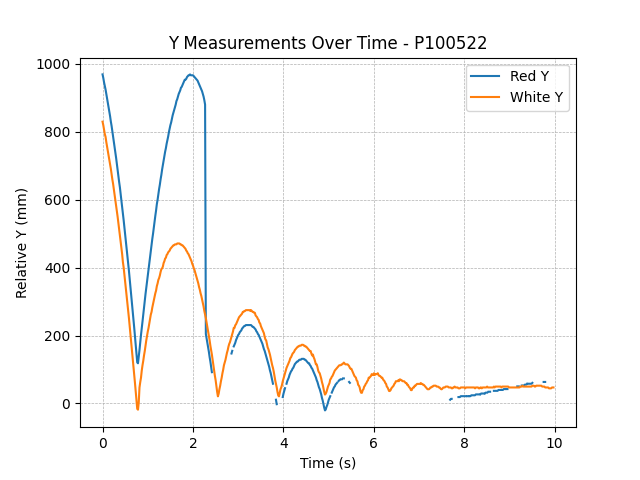 Y Measurements Over Time - P100522
Relative Y (mm)
1000
800
600
400
200
0
0 2 4 6 8 10
Time (s)
Red Y
White Y